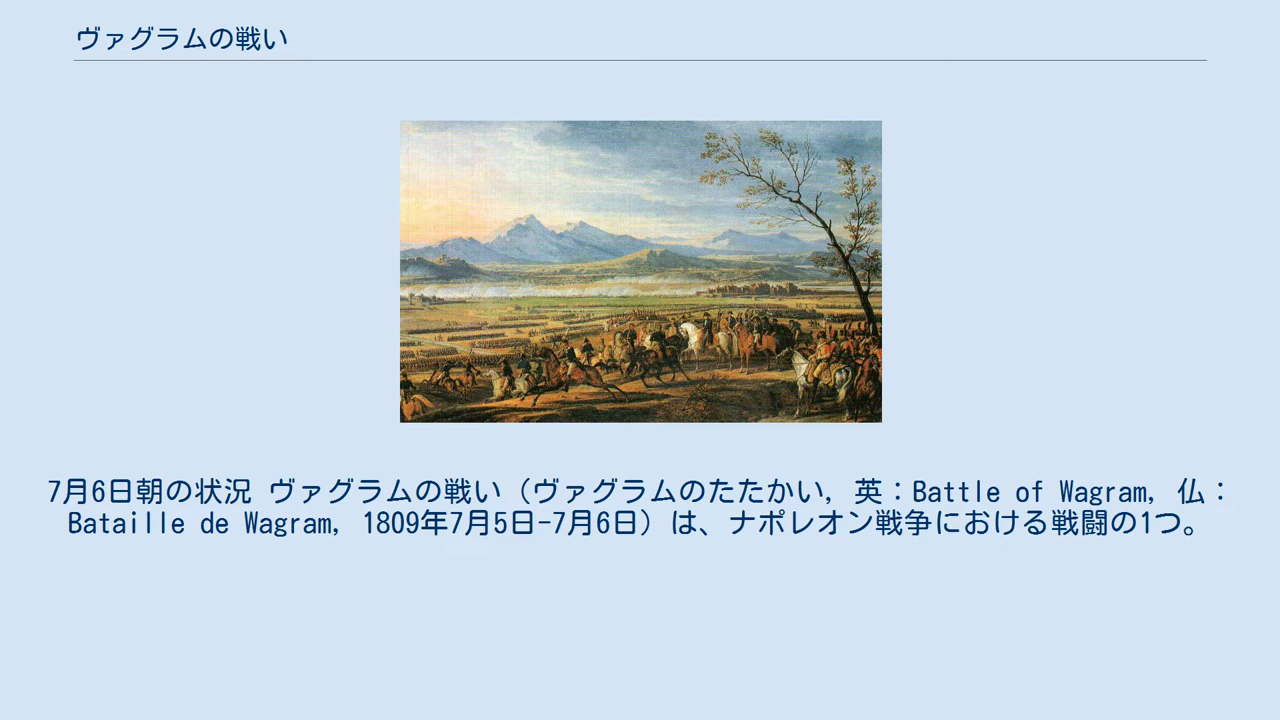 ヴァグラムの戦い
7月6日朝の状況 ヴァグラムの戦い（ヴァグラムのたたかい, 英：Battle of Wagram, 仏：
Bataille de Wagram, 1809年7月5日-7月6日）は、ナポレオン戦争における戦闘の1つ。